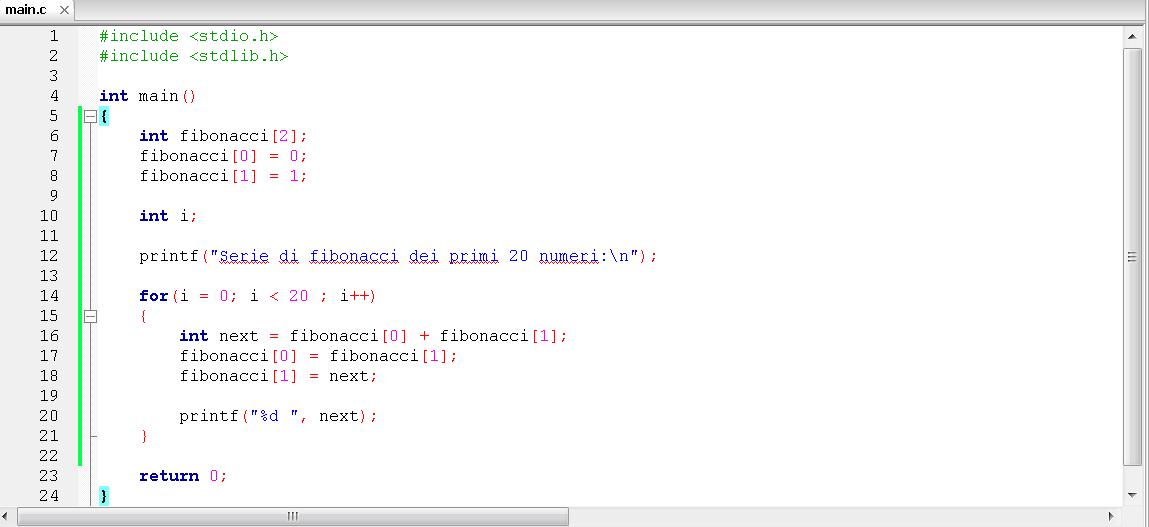 main.c
1 #include <stdio.h>
2 #include <stdlib.h>
3
4 int main()
5 {
6 int fibonacci[2];
7 fibonacci[0] = 0;
8 fibonacci[1] = 1;
9
10 int i;
11
12 printf("Serie di fibonacci dei primi 20 numeri:\n");
13
14 for(i = 0; i < 20 ; i++)
15 {
16 int next = fibonacci[0] + fibonacci[1];
17 fibonacci[0] = fibonacci[1];
18 fibonacci[1] = next;
19
20 printf("%d ", next);
21 }
22
23 return 0;
24 }